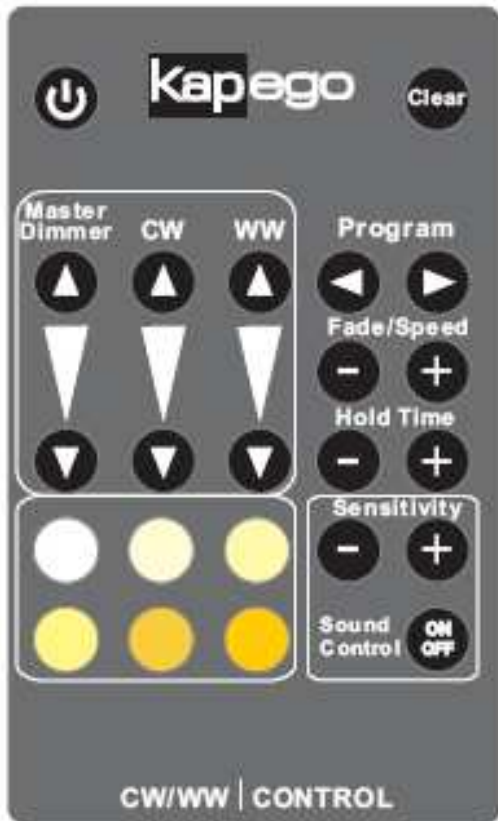 kapego
Clear
Master
Dimmer
CW
WW
Program
Fade/Speed
- +
Hold Time
- +
Sensitivity
- +
Sound
Control
ON
OFF
CW/WW | CONTROL